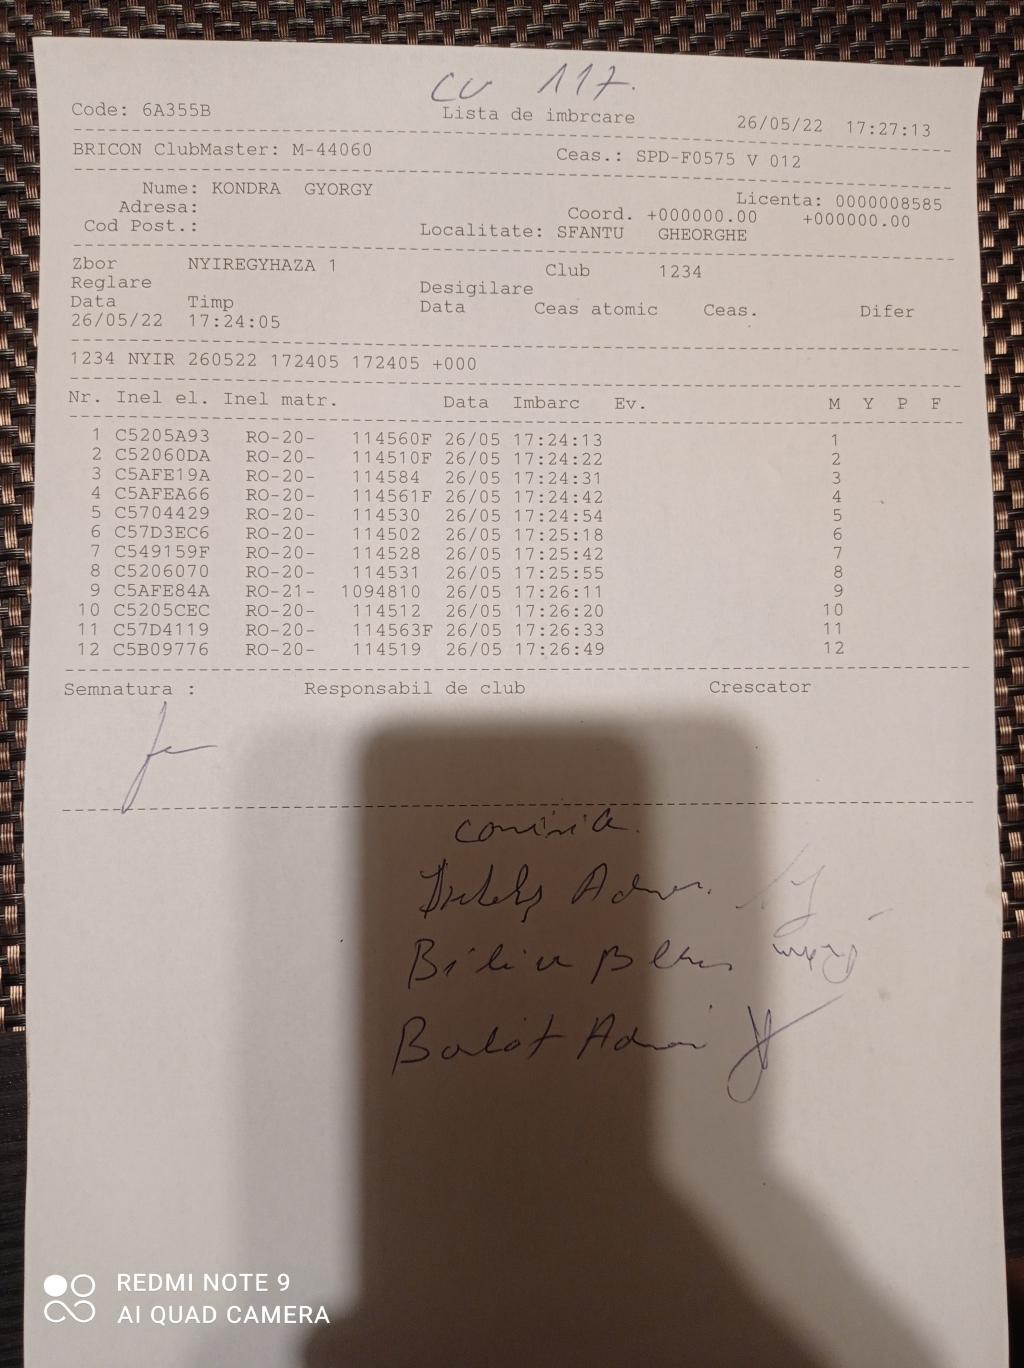 CU 117.
Code: 6A355B Lista de imbrcare 26/05/22 17:27:13
BRICON ClubMaster: M-44060 Ceas.: SPD-F0575 V 012
Nume: KONDRA GYORGY Licenta: 0000008585
Adresa: Coord. +000000.00 +000000.00
Cod Post.: Localitate: SFANTU GHEORGHE
Zbor NYIREGYHAZA 1 Club 1234
Reglare Desigilare
Data Timp Data Ceas atomic Ceas. Difer
26/05/22 17:24:05
1234 NYIR 260522 172405 172405 +000
Nr. Inel el. Inel matr. Data Imbarc Ev. M Y P F
1 C5205A93 RO-20- 114560F 26/05 17:24:13 1
2 C52060DA RO-20- 114510F 26/05 17:24:22 2
3 C5AFE19A RO-20- 114584 26/05 17:24:31 3
4 C5AFEA66 RO-20- 114561F 26/05 17:24:42 4
5 C5704429 RO-20- 114530 26/05 17:24:54 5
6 C57D3EC6 RO-20- 114502 26/05 17:25:18 6
7 C549159F RO-20- 114528 26/05 17:25:42 7
8 C5206070 RO-20- 114531 26/05 17:25:55 8
9 C5AFE84A RO-21- 1094810 26/05 17:26:11 9
10 C5205CEC RO-20- 114512 26/05 17:26:20 10
11 C57D4119 RO-20- 114563F 26/05 17:26:33 11
12 C5B09776 RO-20- 114519 26/05 17:26:49 12
Semnatura : Responsabil de club Crescator
REDMI NOTE 9
AI QUAD CAMERA